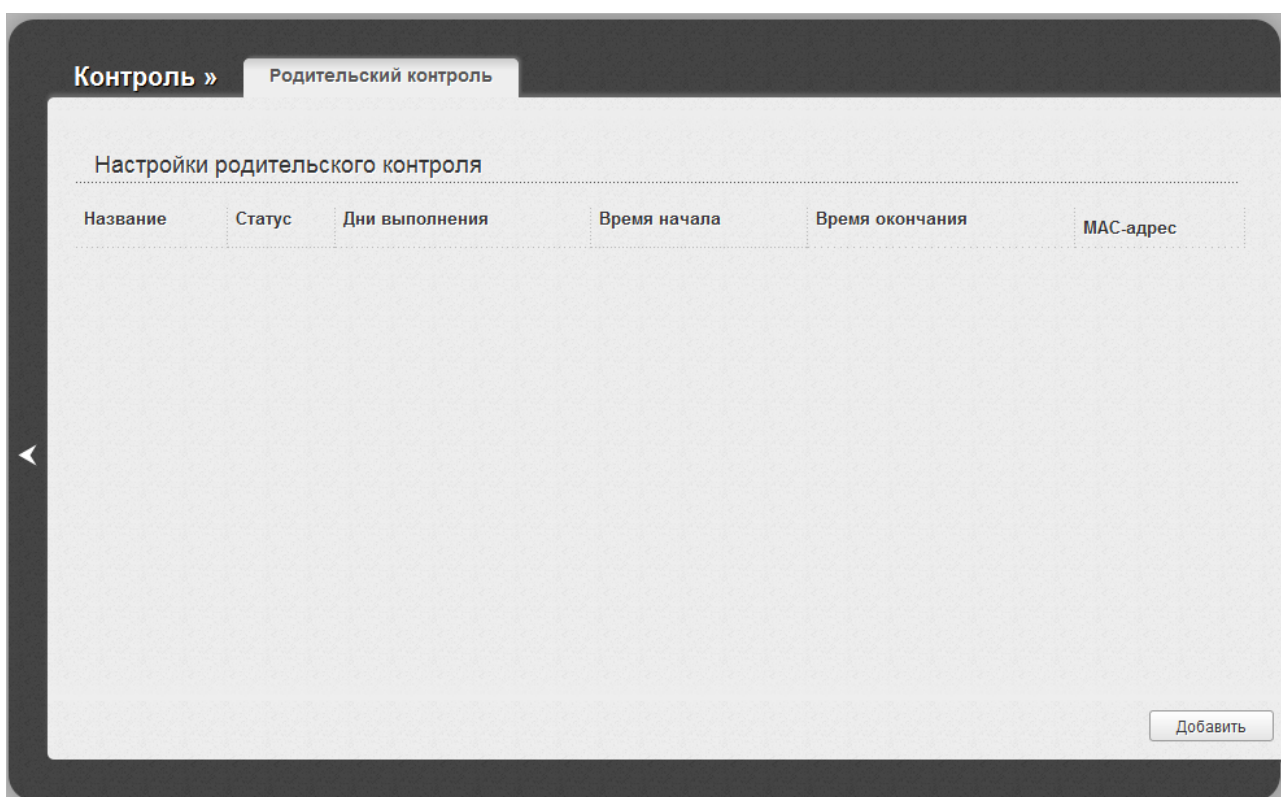 Контроль » Родительский контроль
Настройки родительского контроля
Название Статус Дни выполнения Время начала Время окончания MAC-адрес
Добавить